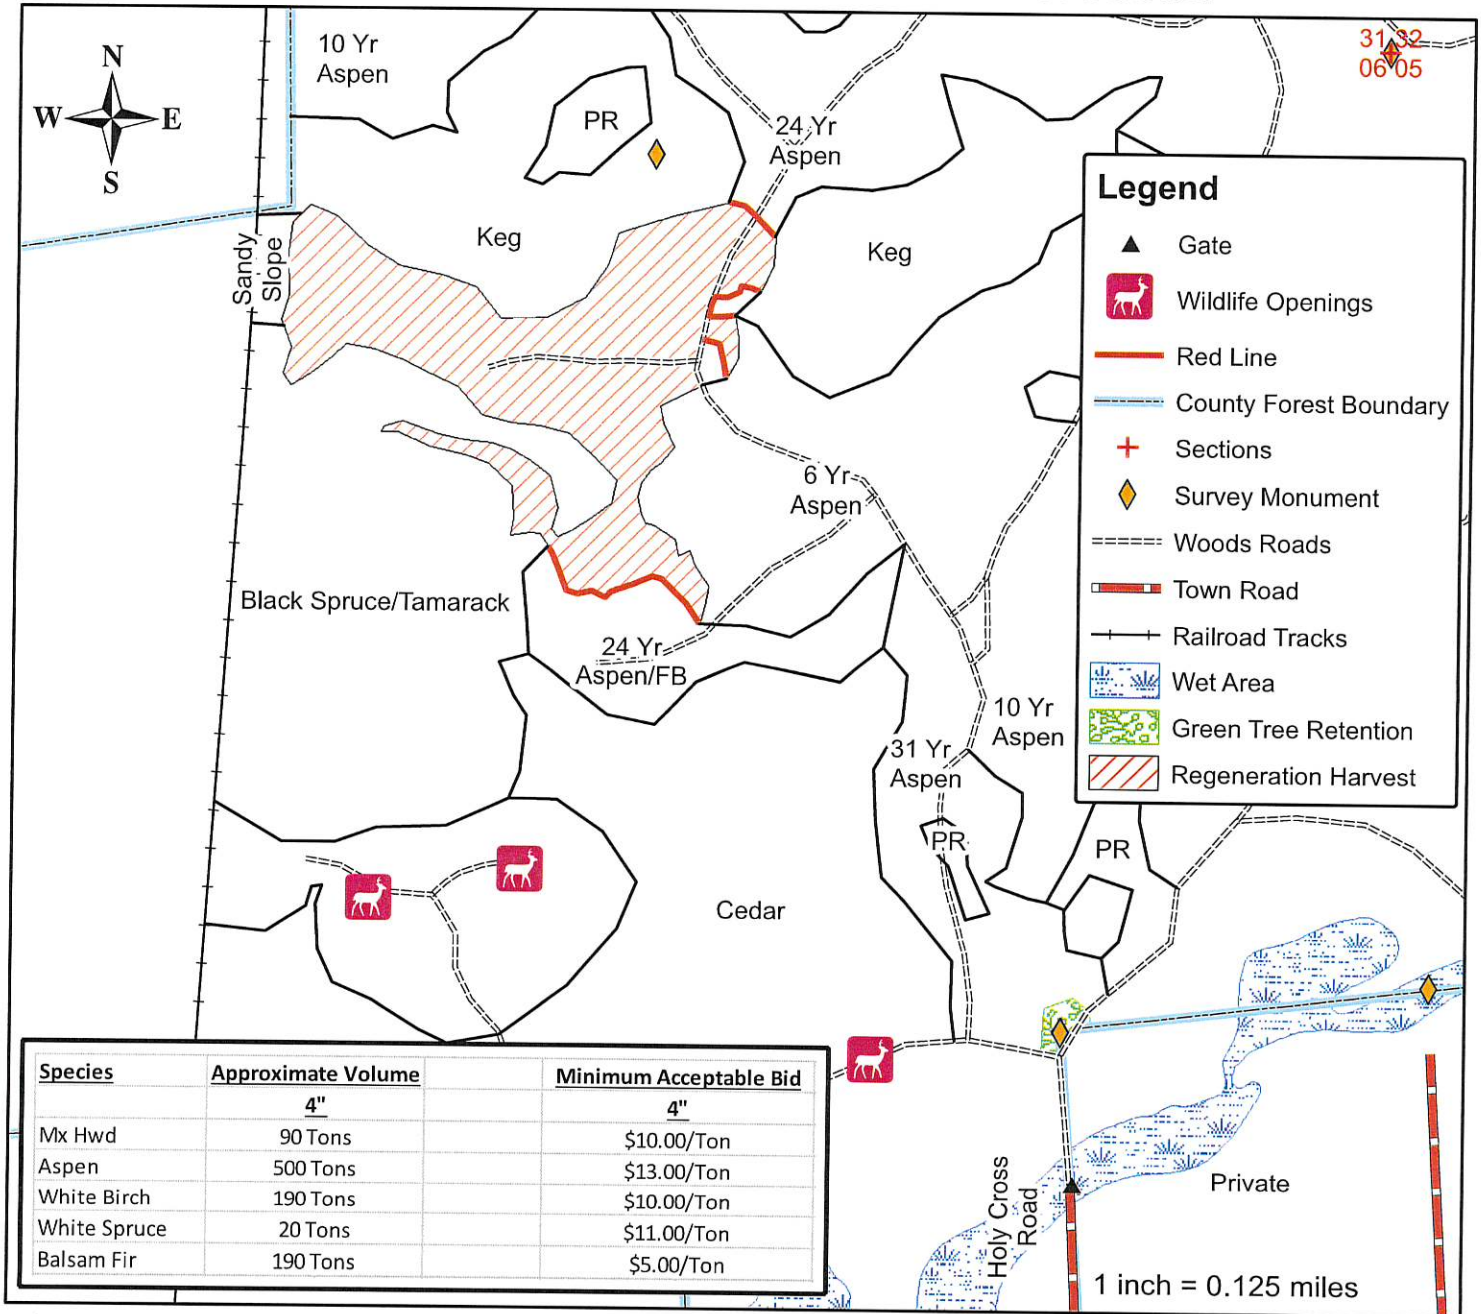 N
W E
S
10 Yr
Aspen
PR
24 Yr
Aspen
31 32
06 05
Keg
Keg
Sandy
Slope
Legend
Gate
Wildlife Openings
Red Line
County Forest Boundary
Sections
Survey Monument
Woods Roads
Town Road
Railroad Tracks
Wet Area
Green Tree Retention
Regeneration Harvest
6 Yr
Aspen
Black Spruce/Tamarack
24 Yr
Aspen/FB
10 Yr
Aspen
31 Yr
Aspen
PR
PR
Cedar
Species Approximate Volume Minimum Acceptable Bid
4" 4"
Mx Hwd 90 Tons $10.00/Ton
Aspen 500 Tons $13.00/Ton
White Birch 190 Tons $10.00/Ton
White Spruce 20 Tons $11.00/Ton
Balsam Fir 190 Tons $5.00/Ton
Holy Cross
Road
Private
1 inch = 0.125 miles